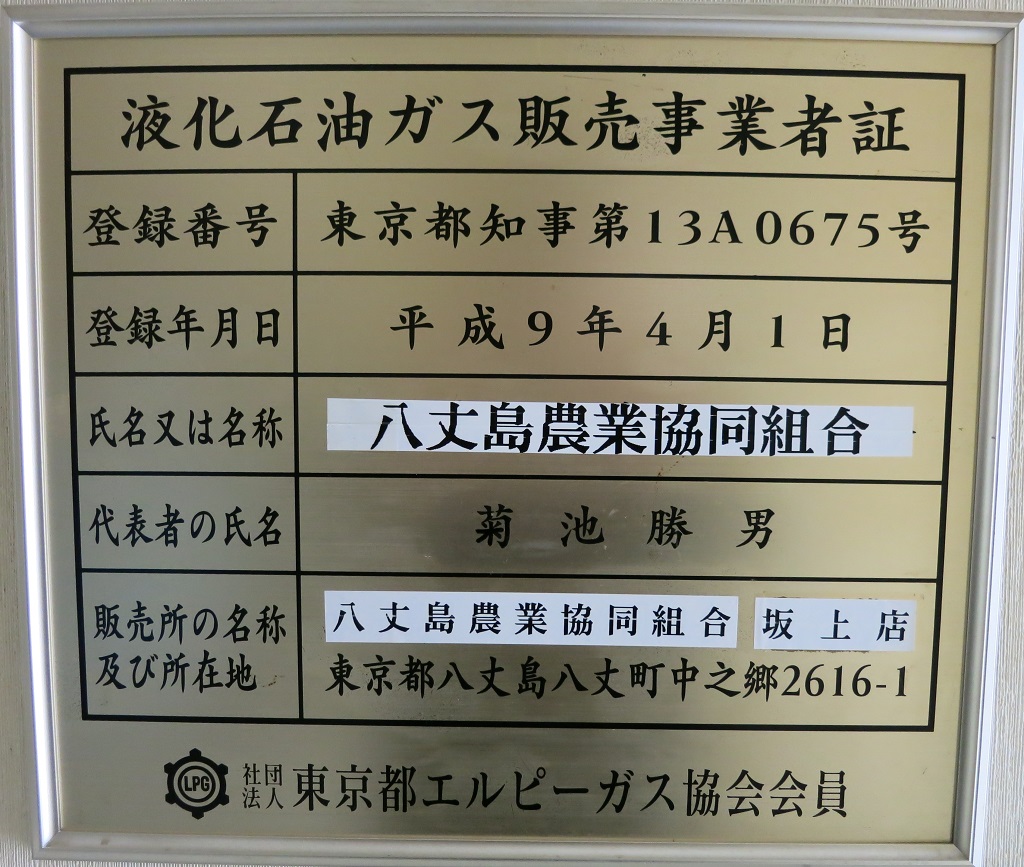 液化石油ガス販売事業者証
登録番号 東京都知事第13A0675号
登録年月日 平成9年4月1日
氏名又は名称 八丈島農業協同組合
代表者の氏名 菊池勝男
販売所の名称 八丈島農業協同組合 坂上店
及び所在地 東京都八丈島八丈町中之郷2616-1
LPG 社団法人 東京都エルピーガス協会会員